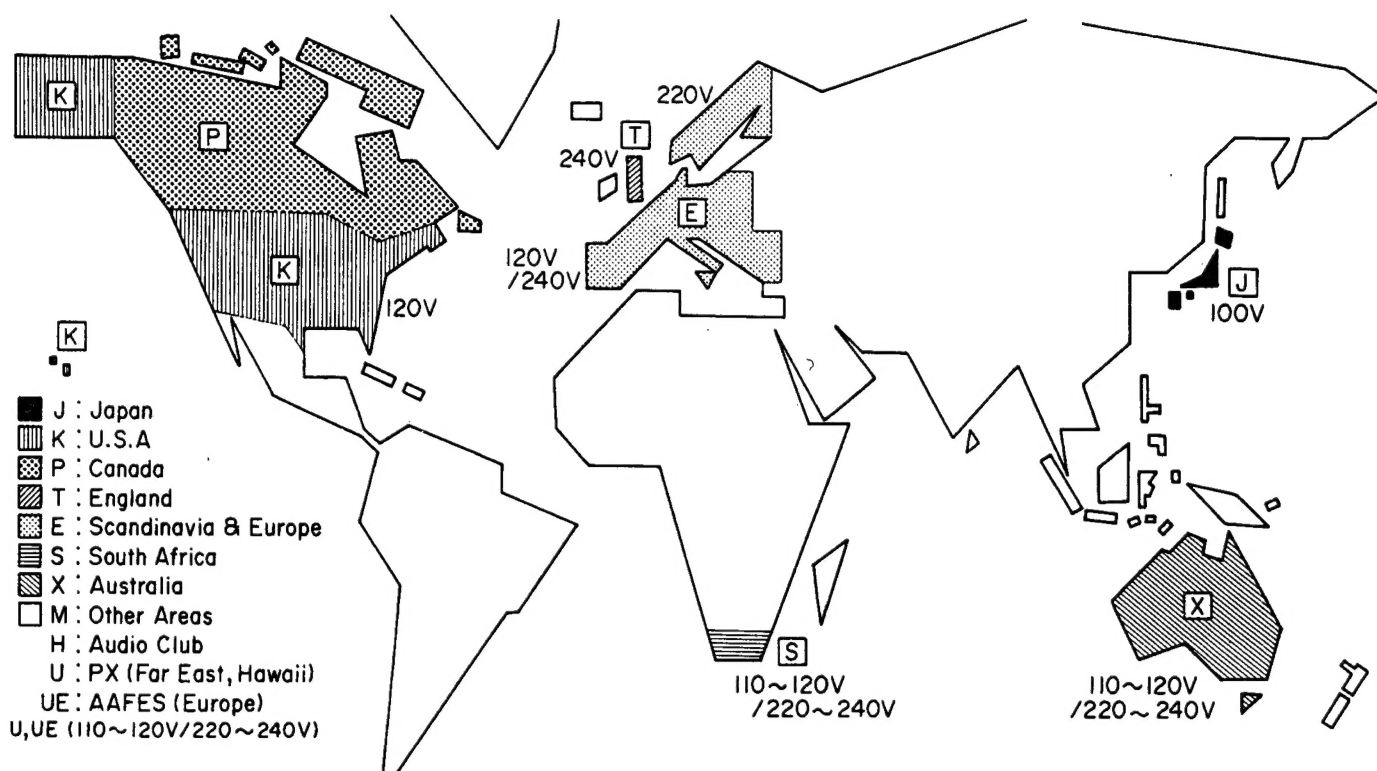 K
P
220V
T
240V
E
K
120V
/240V
120V
J
100V
K
J : Japan
K : U.S.A
P : Canada
T : England
E : Scandinavia & Europe
S : South Africa
X : Australia
M : Other Areas
H : Audio Club
U : PX (Far East, Hawaii)
UE : AAFES (Europe)
U,UE (110~120V/220~240V)
X
S
110~120V
/220~240V
110~120V
/220~240V